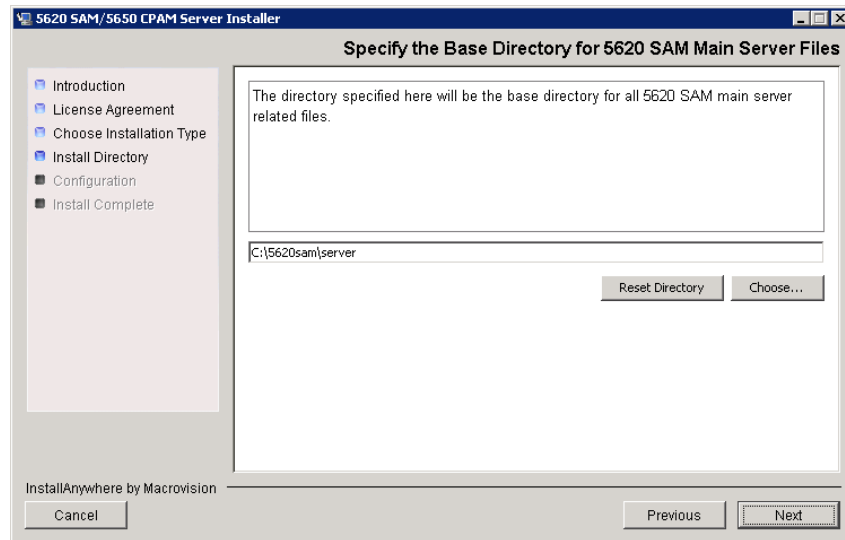 5620 SAM/5650 CPAM Server Installer
Specify the Base Directory for 5620 SAM Main Server Files
Introduction
License Agreement
Choose Installation Type
Install Directory
Configuration
Install Complete
The directory specified here will be the base directory for all 5620 SAM main server
related files.
C:\5620sam\server
Reset Directory
Choose...
InstallAnywhere by Macrovision
Cancel
Previous
Next